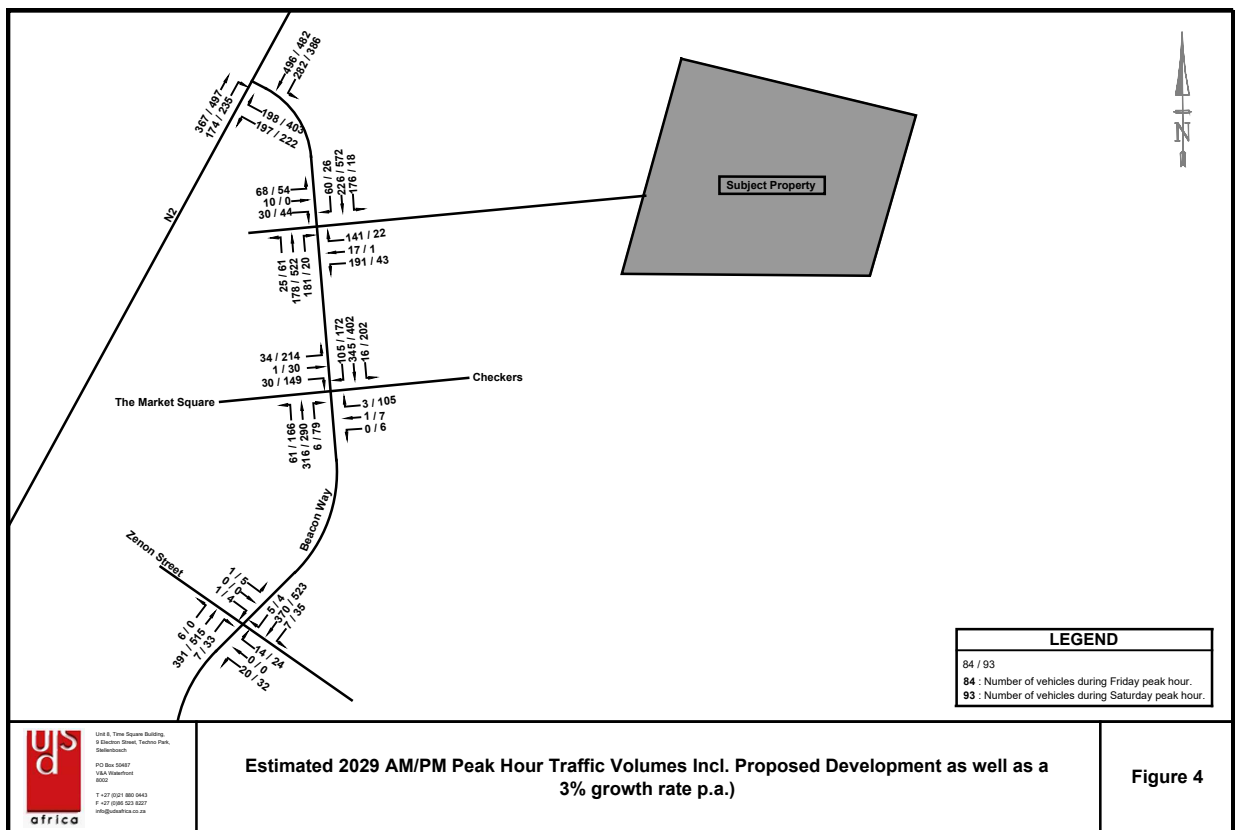 496 / 482
282 / 386
367 / 497
174 / 235
198 / 403
197 / 222
N2
N
Subject Property
68 / 54
10 / 0
30 / 44
60 / 26
226 / 572
176 / 18
141 / 22
17 / 1
191 / 43
25 / 61
178 / 522
181 / 20
34 / 214
1 / 30
30 / 149
105 / 172
345 / 402
16 / 202
The Market Square
Checkers
3 / 105
1 / 7
0 / 6
61 / 166
316 / 290
6 / 79
Beacon Way
Zenon Street
1 / 5
0 / 0
1 / 4
5 / 4
370 / 523
7 / 35
6 / 0
391 / 515
7 / 33
14 / 24
0 / 0
20 / 32
LEGEND
84 / 93
84 : Number of vehicles during Friday peak hour.
93 : Number of vehicles during Saturday peak hour.
uds
africa
Unit 8, Time Square Building,
9 Electron Street, Techno Park,
Stellenbosch
PO Box 50487
V&A Waterfront
8002
T +27 (0)21 880 0443
F +27 (0)86 523 8227
info@udsafrica.co.za
Estimated 2029 AM/PM Peak Hour Traffic Volumes Incl. Proposed Development as well as a
3% growth rate p.a.)
Figure 4